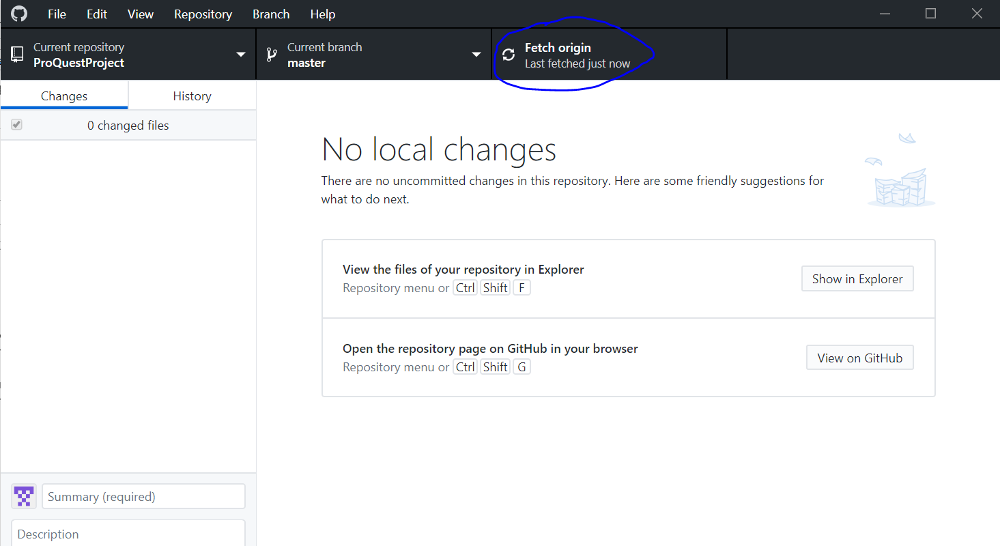 File Edit View Repository Branch Help
Current repository
ProQuestProject
Current branch
master
Fetch origin
Last fetched just now
Changes History
0 changed files
No local changes
There are no uncommitted changes in this repository. Here are some friendly suggestions for
what to do next.
View the files of your repository in Explorer
Repository menu or Ctrl Shift F
Show in Explorer
Open the repository page on GitHub in your browser
Repository menu or Ctrl Shift G
View on GitHub
Summary (required)
Description